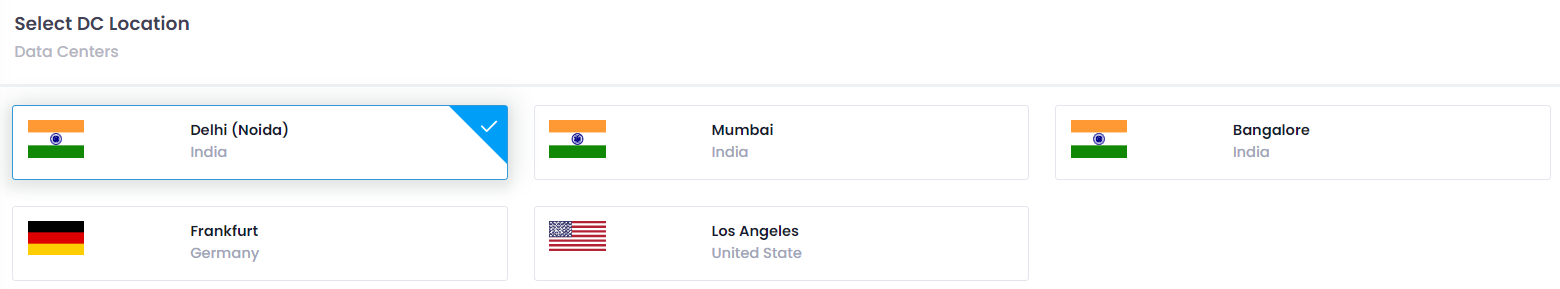 Select DC Location
Data Centers
Delhi (Noida)
India
Mumbai
India
Bangalore
India
Frankfurt
Germany
Los Angeles
United State